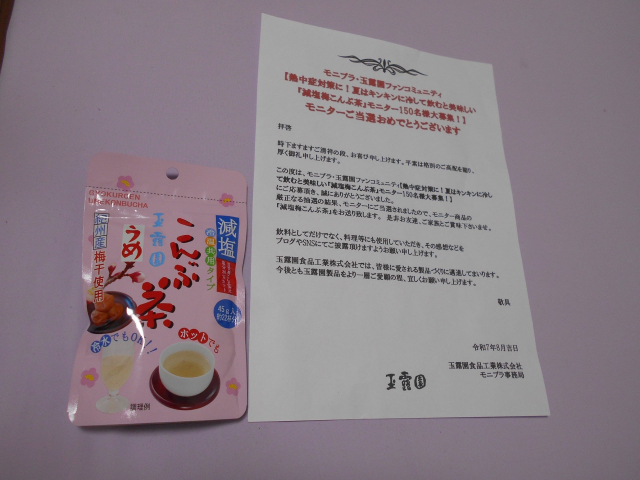 GYOKUROEN
UMEKONBUCHA
減塩
玉露園
うめ
こんぶ茶
紀州産
梅干使用
45g入
冷水でもOK!!
ホットでも
調理例
モニプラ・玉露園ファンコミュニティ
【熱中症対策に!夏はキンキンに冷して飲むと美味しい
『減塩梅こんぶ茶』モニター150名様大募集!】
モニターご当選おめでとうございます
拝啓
時下ますますご清祥の段、お喜び申し上げます。平素は格別のご高配を賜り、
厚く御礼申し上げます。
この度は、モニプラ・玉露園ファンコミュニティ【熱中症対策に!夏はキンキンに冷し
て飲むと美味しい『減塩梅こんぶ茶』モニター150名様大募集!】
にご応募頂き、誠にありがとうございました。
厳正なる抽選の結果、モニターにご当選されましたので、モニター商品の
『減塩梅こんぶ茶』をお送り致します。 是非お友達、ご家族とご賞味下さいませ。
飲料としてだけでなく、料理等にも使用していただき、その感想などを
ブログやSNSにてご披露頂けますようお願い申し上げます。
玉露園食品工業株式会社では、皆様に愛される製品づくりに邁進してまいります。
今後とも玉露園製品をより一層ご愛顧の程、宜しくお願い申し上げます。
敬具
令和7年8月吉日
玉露園食品工業株式会社
モニプラ事務局
玉露園